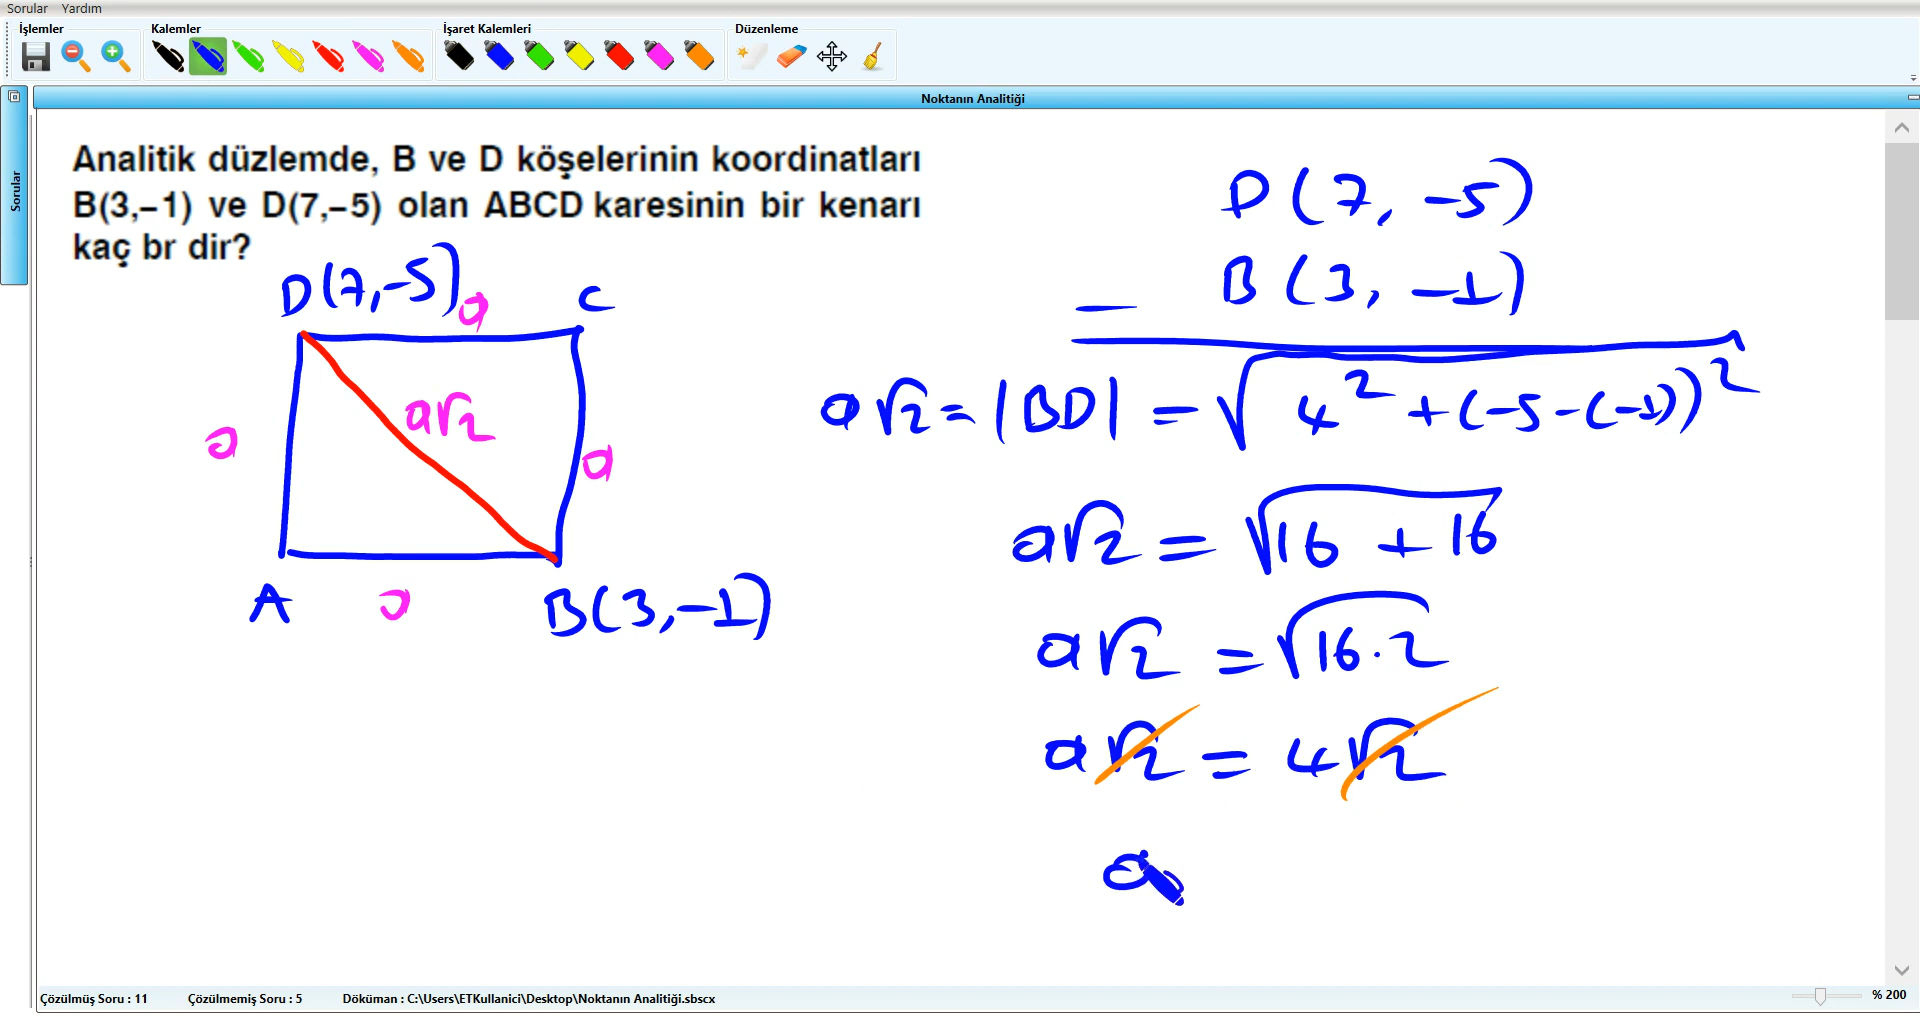 Sorular Yardım
İşlemler Kalemler İşaret Kalemleri Düzenleme
Noktanın Analitiği
Sorular
Analitik düzlemde, B ve D köşelerinin koordinatları
B(3,−1) ve D(7,−5) olan ABCD karesinin bir kenarı
kaç br dir?
D(7,-5) a C
a a√2 a
A a B(3,-1)
D(7, -5)
B(3, -1)
—
a√2 = |BD| = √(4² + (-5-(-1))²
a√2 = √16 + 16
a√2 = √16.2
a√2 = 4√2
a
Çözülmüş Soru : 11 Çözülmemiş Soru : 5 Döküman : C:\Users\ETKullanici\Desktop\Noktanın Analitiği.sbscx % 200